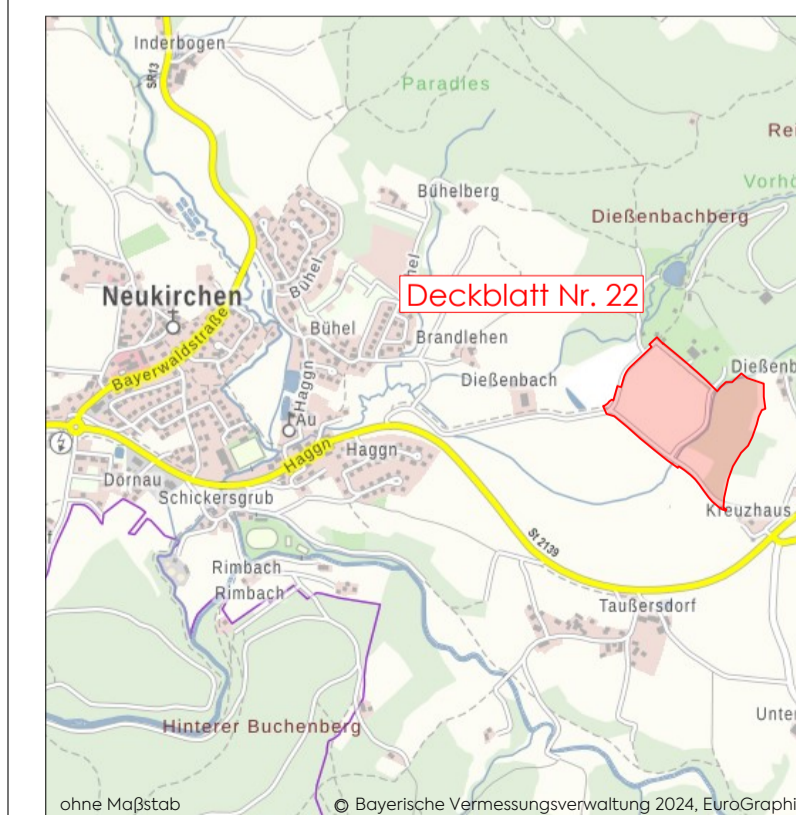 Inderbogen
SR13
Paradies
Rei
Vorhö
Bühelberg
Dießenbachberg
Neukirchen
Bühel
Bühel
Deckblatt Nr. 22
Bühel
Brandlehen
Bayerwaldstraße
Haggn
Dießenbach
Dießenb
Au
Haggn
Haggn
Dornau
Schickersgrub
Kreuzhaus
f
St 2139
Rimbach
Rimbach
Taußersdorf
Hinterer Buchenberg
Unter
ohne Maßstab
© Bayerische Vermessungsverwaltung 2024, EuroGraphi